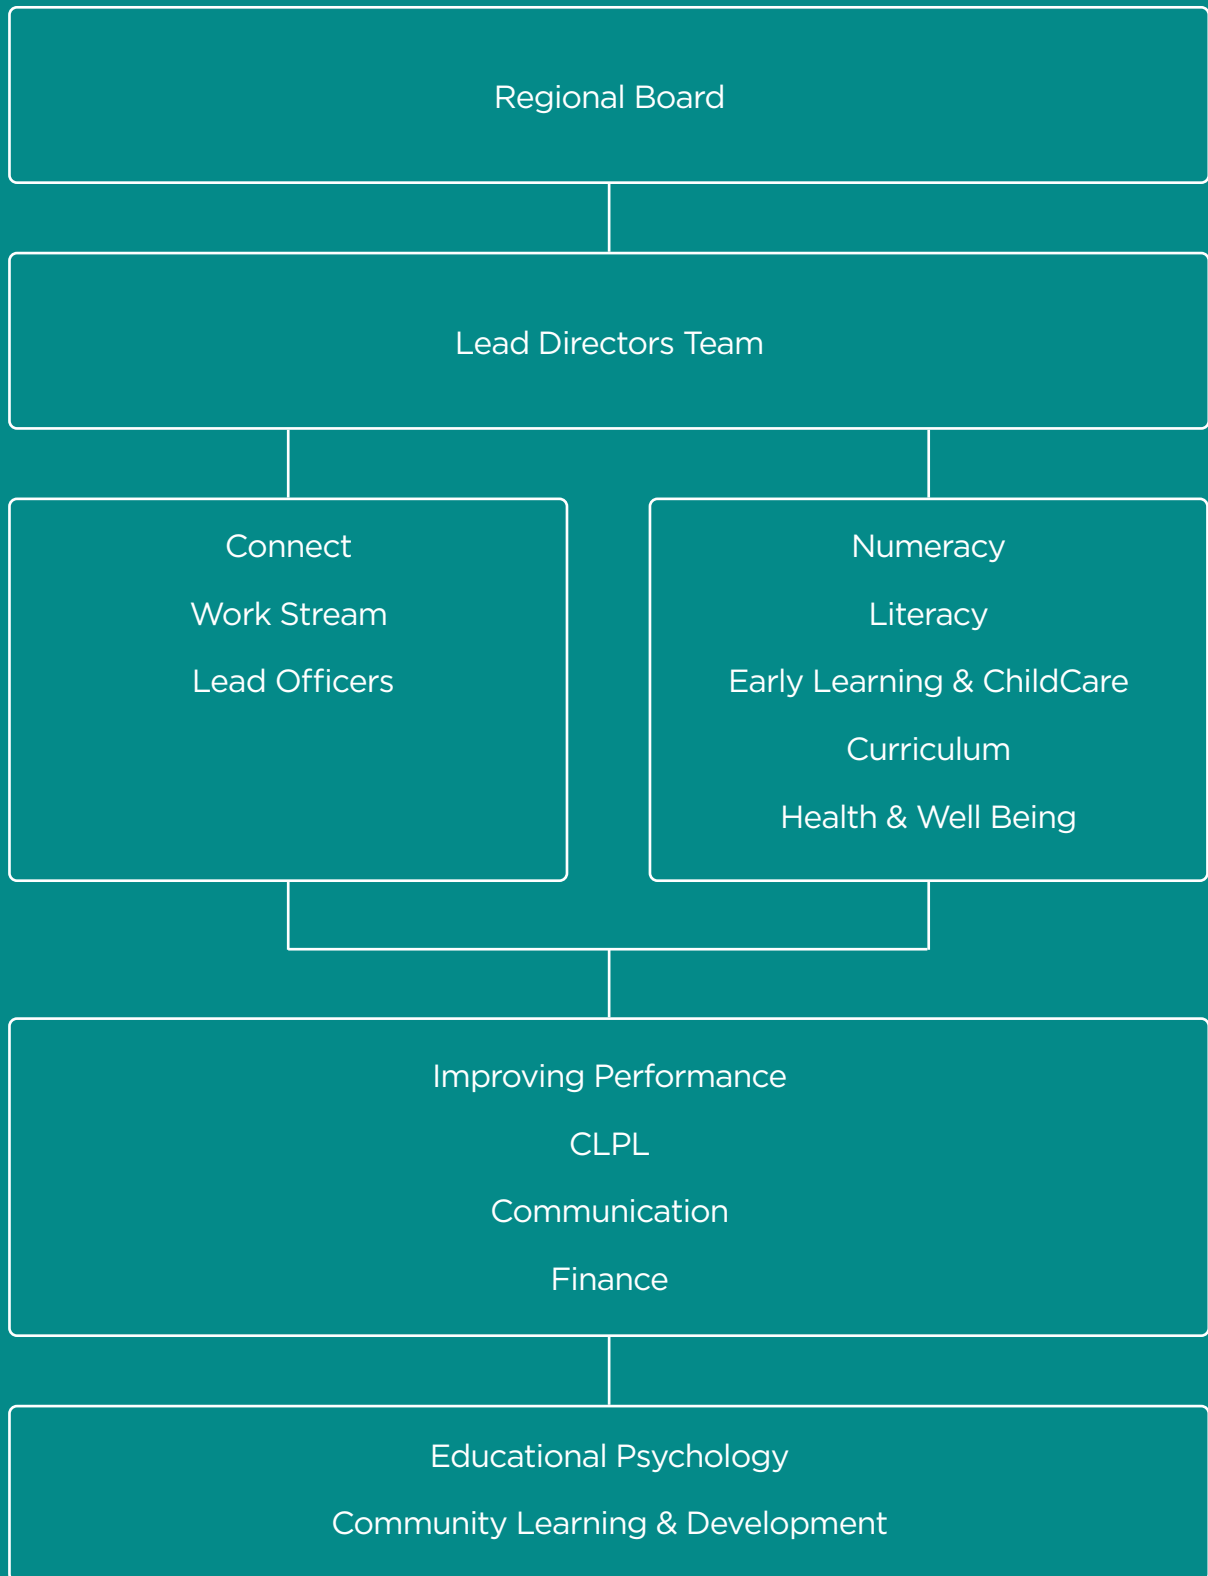 Regional Board
Lead Directors Team
Connect
Work Stream
Lead Officers
Numeracy
Literacy
Early Learning & ChildCare
Curriculum
Health & Well Being
Improving Performance
CLPL
Communication
Finance
Educational Psychology
Community Learning & Development